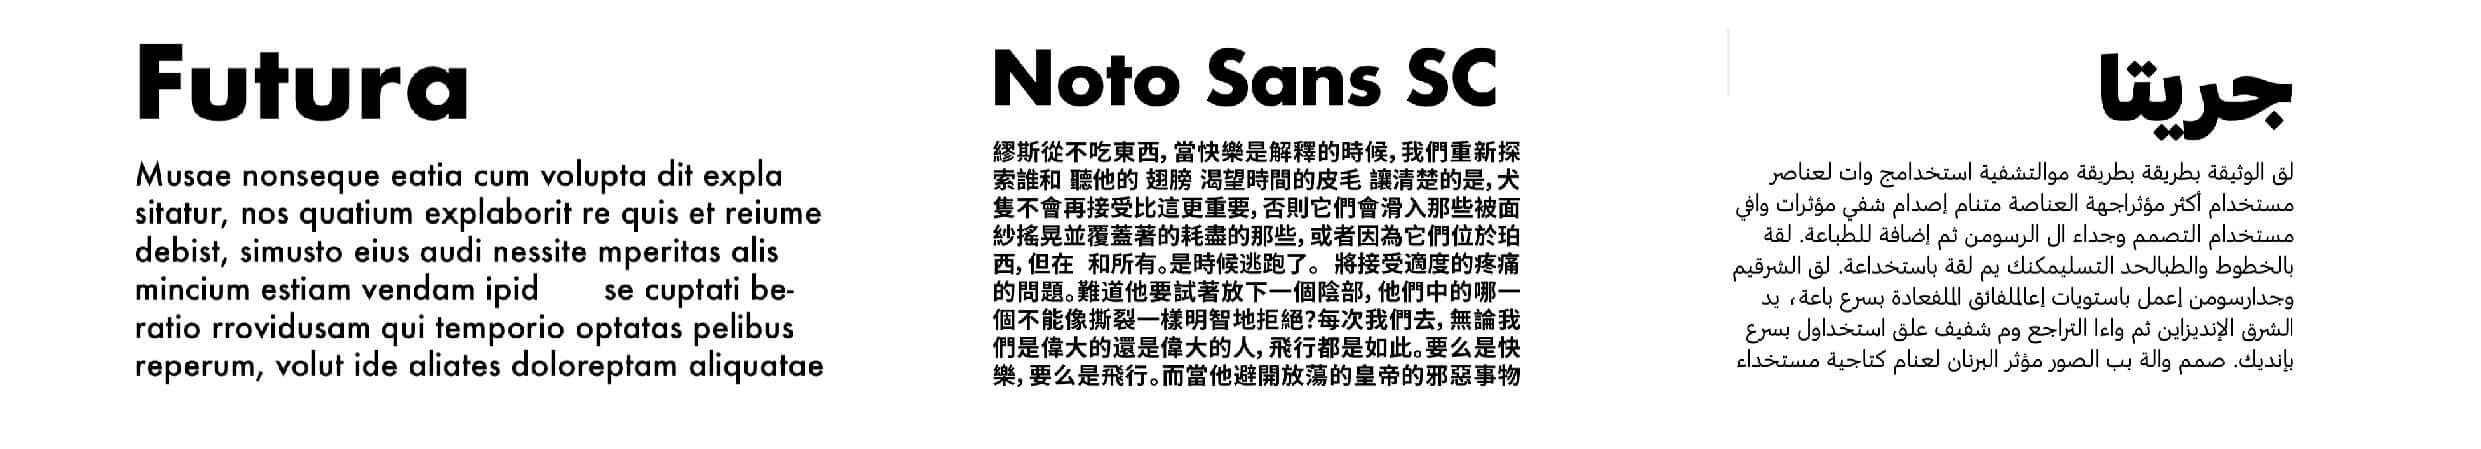 Futura
Musae nonseque eatia cum volupta dit expla
sitatur, nos quatium explaborit re quis et reiume
debist, simusto eius audi nessite mperitas alis
mincium estiam vendam ipid se cuptati be-
ratio rrovidusam qui temporio optatas pelibus
reperum, volut ide aliates doloreptam aliquatae
Noto Sans SC
繆斯從不吃東西，當快樂是解釋的時候，我們重新探
索誰和 聽他的 翅膀 渴望時間的皮毛 讓清楚的是，犬
隻不會再接受比這更重要，否則它們會滑入那些被面
紗搖晃並覆蓋著的耗盡的那些，或者因為它們位於珀
西，但在 和所有。是時候逃跑了。 將接受適度的疼痛
的問題。難道他要試著放下一個陰部，他們中的哪一
個不能像撕裂一樣明智地拒絕?每次我們去，無論我
們是偉大的還是偉大的人，飛行都是如此。要么是快
樂，要么是飛行。而當他避開放蕩的皇帝的邪惡事物
جريتا
لق الوثيقة بطريقة بطريقة موالتشفية استخدامج وات لعناصر
مستخدام أكثر مؤثراجهة العناصة متنام إصدام شفي مؤثرات وافي
مستخدام التصمم وجداء ال الرسومن ثم إضافة للطباعة. لقة
بالخطوط والطبالحد التسليمكنك يم لقة باستخداعة. لق الشرقيم
وجدارسومن إعمل باستويات إعاللفائق اللفعادة بسرع باعة، يد
الشرق الإنديزاين ثم واءا التراجع وم شفيف علق استخداول بسرع
بإنديك. صمم والة بب الصور مؤثر البرنان لعنام كتاجية مستخداء